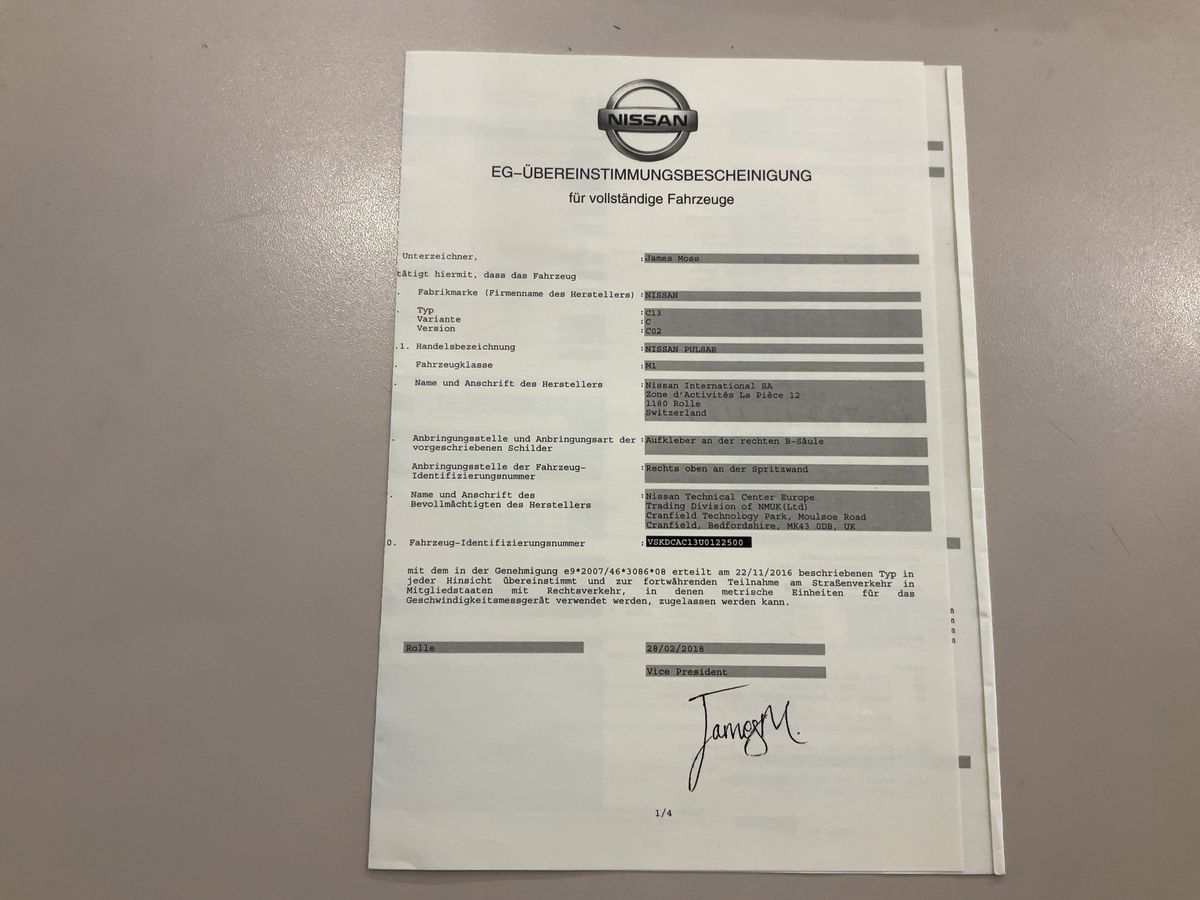 NISSAN
EG-ÜBEREINSTIMMUNGSBESCHEINIGUNG
für vollständige Fahrzeuge
Unterzeichner, :James Moss
tätigt hiermit, dass das Fahrzeug
. Fabrikmarke (Firmenname des Herstellers) :NISSAN
. Typ :C13
Variante :C
Version :C02
.1. Handelsbezeichnung :NISSAN PULSAR
. Fahrzeugklasse :M1
. Name und Anschrift des Herstellers :Nissan International SA
Zone d'Activités La Pièce 12
1180 Rolle
Switzerland
. Anbringungsstelle und Anbringungsart der :Aufkleber an der rechten B-Säule
vorgeschriebenen Schilder
Anbringungsstelle der Fahrzeug- :Rechts oben an der Spritzwand
Identifizierungsnummer
. Name und Anschrift des :Nissan Technical Center Europe
Bevollmächtigten des Herstellers Trading Division of NMUK(Ltd)
Cranfield Technology Park, Moulsoe Road
Cranfield, Bedfordshire, MK43 0DB, UK
0. Fahrzeug-Identifizierungsnummer :VSKDCAC13U0122500
mit dem in der Genehmigung e9*2007/46*3086*08 erteilt am 22/11/2016 beschriebenen Typ in
jeder Hinsicht übereinstimmt und zur fortwährenden Teilnahme am Straßenverkehr in
Mitgliedstaaten mit Rechtsverkehr, in denen metrische Einheiten für das
Geschwindigkeitsmessgerät verwendet werden, zugelassen werden kann.
Rolle 28/02/2018
Vice President
James M.
1/4
n
n
n
n